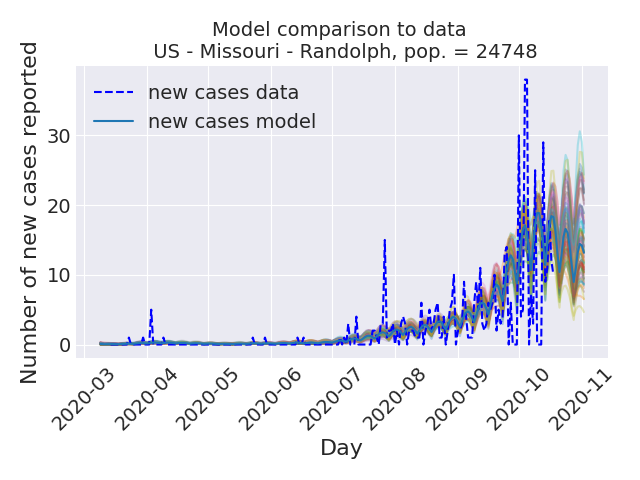 Model comparison to data
US - Missouri - Randolph, pop. = 24748
Number of new cases reported
new cases data
new cases model
30
20
10
0
2020-03
2020-04
2020-05
2020-06
2020-07
2020-08
2020-09
2020-10
2020-11
Day